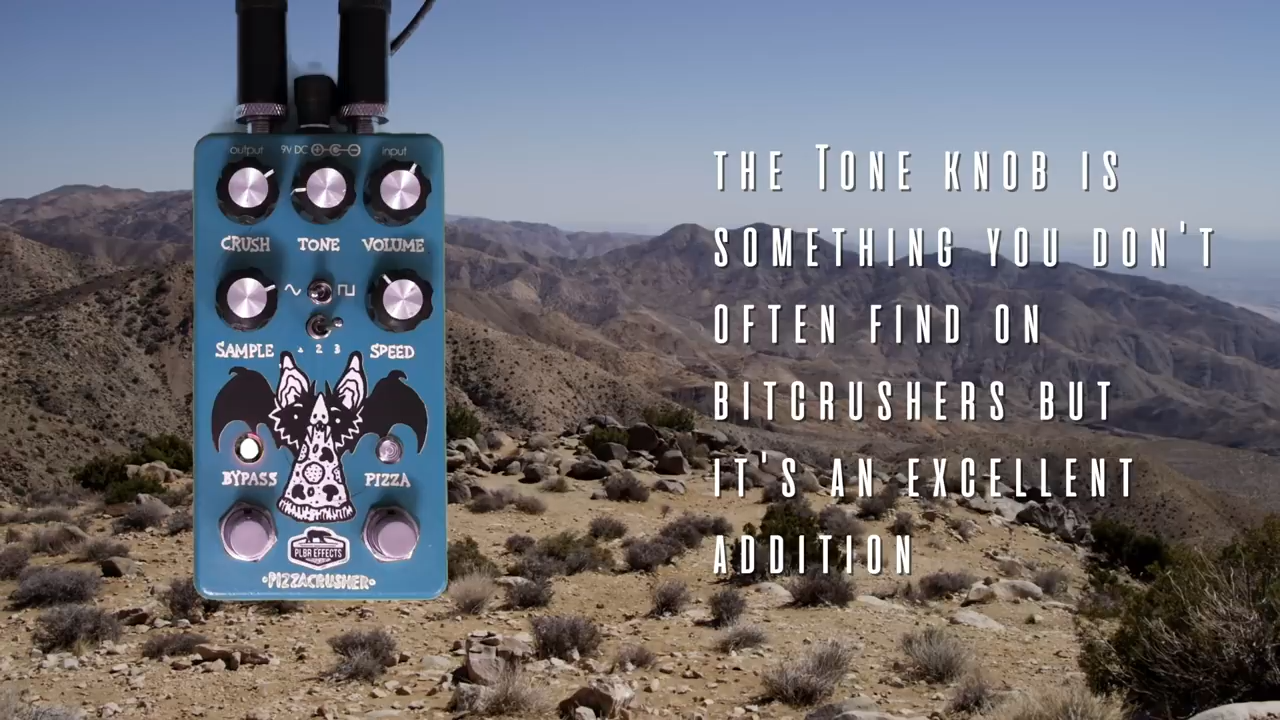 output 9V DC input
CRUSH TONE VOLUME
SAMPLE 2 3 SPEED
BYPASS PIZZA
PLBR EFFECTS
PIZZACRUSHER
THE TONE KNOB IS
SOMETHING YOU DON'T
OFTEN FIND ON
BITCRUSHERS BUT
IT'S AN EXCELLENT
ADDITION